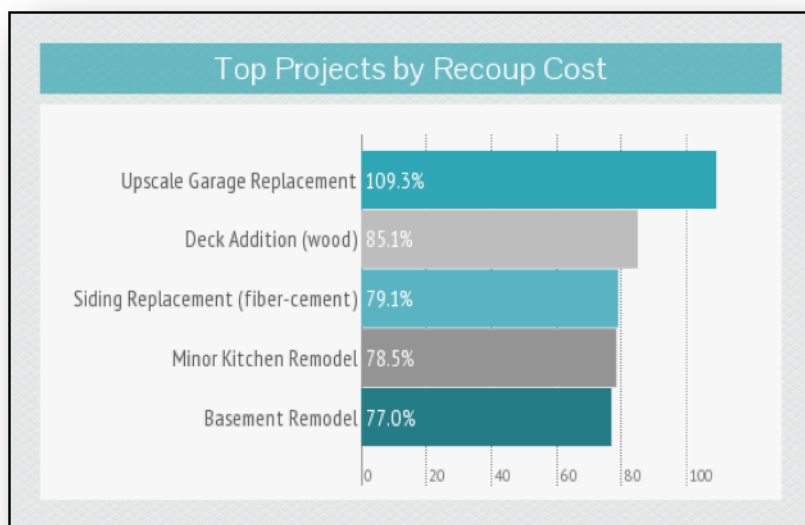 Top Projects by Recoup Cost
Upscale Garage Replacement 109.3%
Deck Addition (wood) 85.1%
Siding Replacement (fiber-cement) 79.1%
Minor Kitchen Remodel 78.5%
Basement Remodel 77.0%
0 20 40 60 80 100